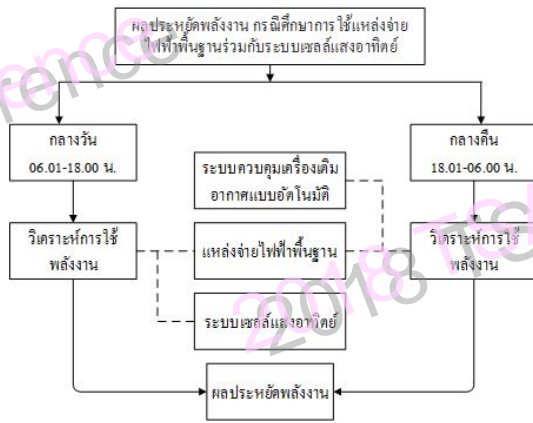 ผลประหยัดพลังงาน กรณีศึกษาการใช้แหล่งจ่าย
ไฟฟ้าพื้นฐานร่วมกับระบบเซลล์แสงอาทิตย์
กลางวัน
06.01-18.00 น.
กลางคืน
18.01-06.00 น.
ระบบควบคุมเครื่องเติม
อากาศแบบอัตโนมัติ
วิเคราะห์การใช้
พลังงาน
แหล่งจ่ายไฟฟ้าพื้นฐาน
วิเคราะห์การใช้
พลังงาน
ระบบเซลล์แสงอาทิตย์
ผลประหยัดพลังงาน
rence
2018 TSA